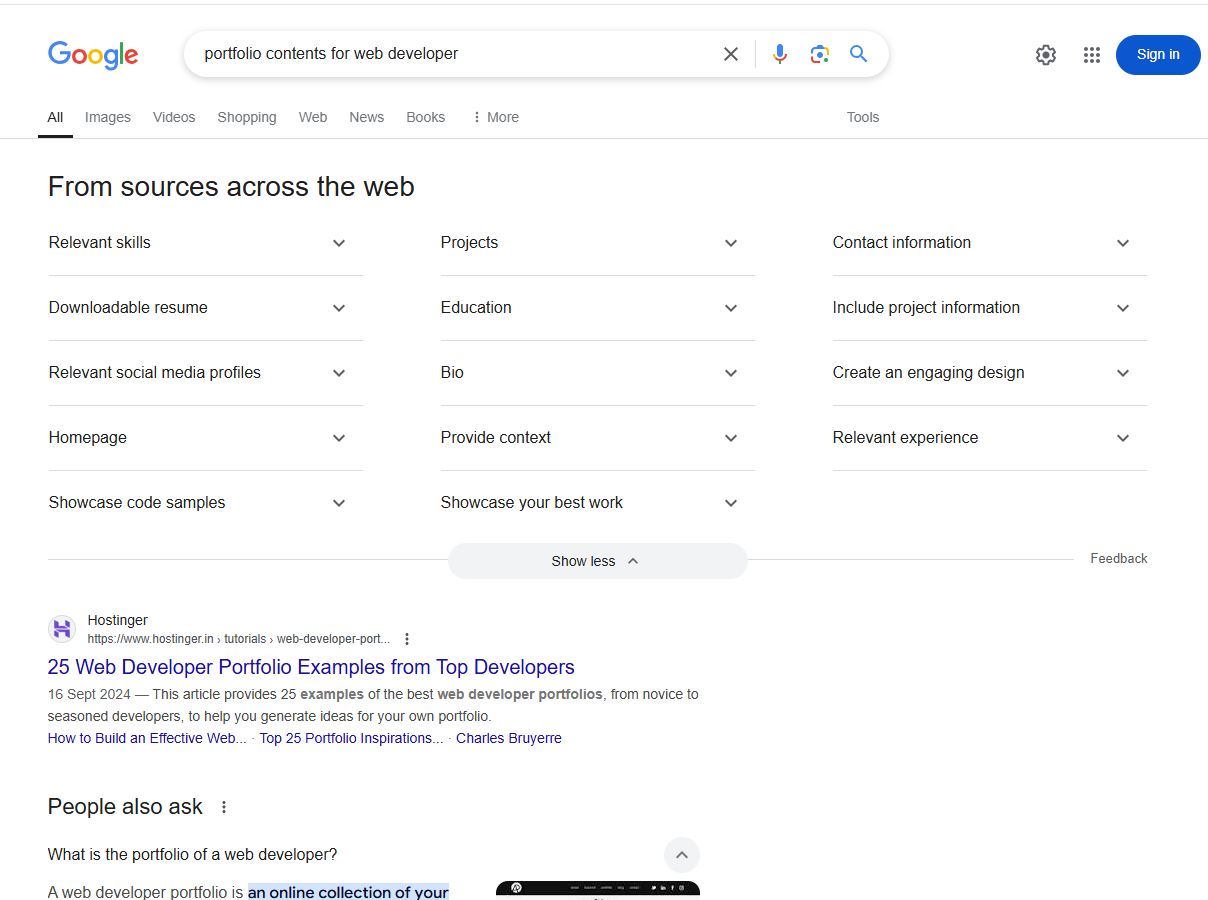 Google
portfolio contents for web developer
Sign in
All Images Videos Shopping Web News Books More Tools
From sources across the web
Relevant skills Projects Contact information
Downloadable resume Education Include project information
Relevant social media profiles Bio Create an engaging design
Homepage Provide context Relevant experience
Showcase code samples Showcase your best work
Show less Feedback
Hostinger
https://www.hostinger.in › tutorials › web-developer-port...
25 Web Developer Portfolio Examples from Top Developers
16 Sept 2024 — This article provides 25 examples of the best web developer portfolios, from novice to
seasoned developers, to help you generate ideas for your own portfolio.
How to Build an Effective Web... · Top 25 Portfolio Inspirations... · Charles Bruyerre
People also ask
What is the portfolio of a web developer?
A web developer portfolio is an online collection of your